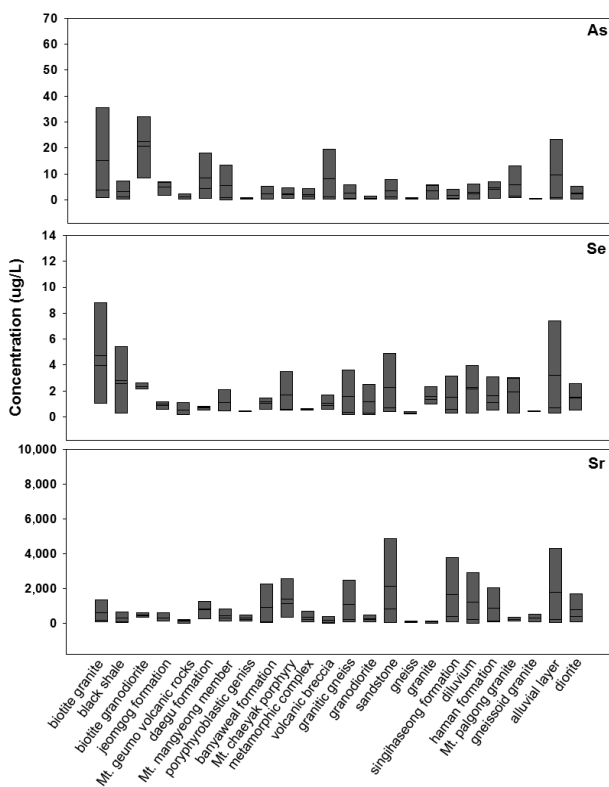 As
70
60
50
40
30
20
10
0
Se
14
12
10
8
6
4
2
0
Sr
10,000
8,000
6,000
4,000
2,000
0
Concentration (ug/L)
biotite granite
black shale
biotite granodiorite
jeomgog formation
Mt. geumo volcanic rocks
daegu formation
Mt. mangyeong member
poryphyroblastic geniss
banyaweal formation
Mt. chaeyak porphyry
metamorphic complex
volcanic breccia
granitic gneiss
granodiorite
sandstone
gneiss
granite
singihaseong formation
diluvium
haman formation
Mt. palgong granite
gneissoid granite
alluvial layer
diorite